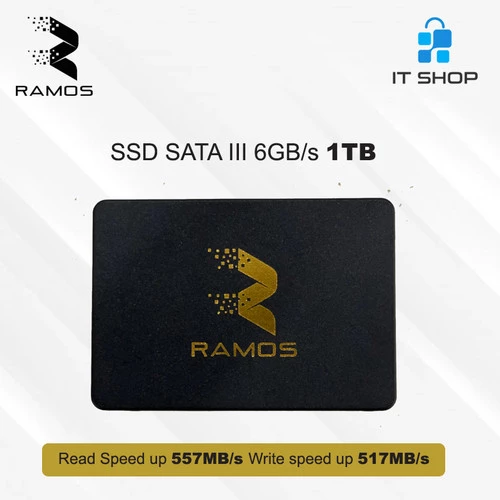 RAMOS
IT SHOP
SSD SATA III 6GB/s 1TB
RAMOS
Read Speed up 557MB/s Write speed up 517MB/s